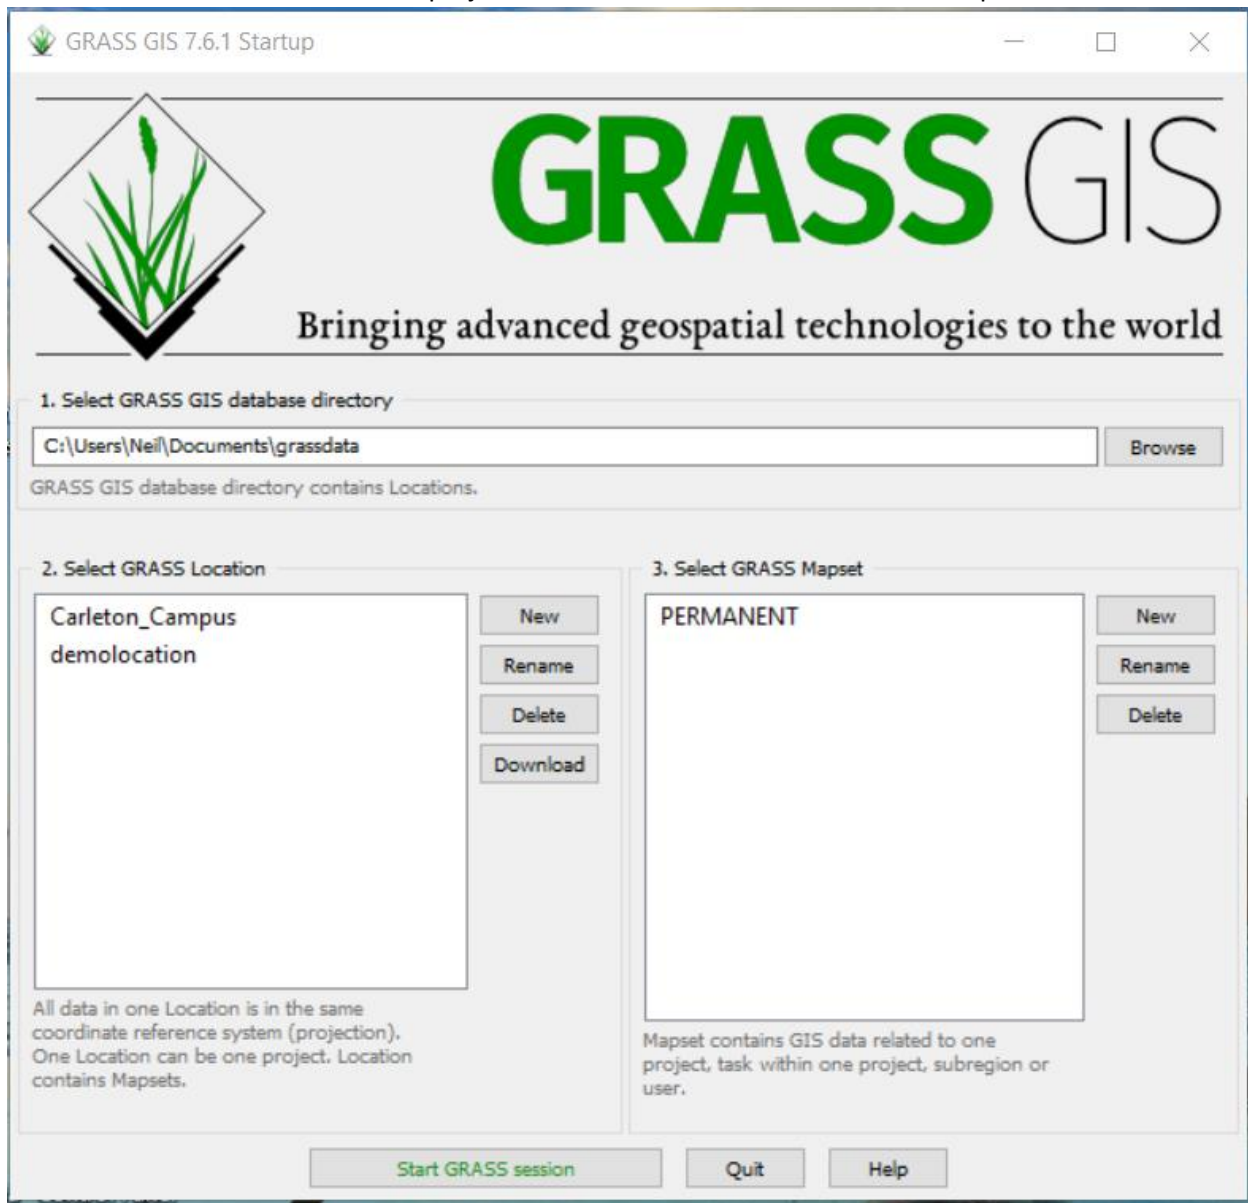 GRASS GIS 7.6.1 Startup
GRASS GIS
Bringing advanced geospatial technologies to the world
1. Select GRASS GIS database directory
C:\Users\Neil\Documents\grassdata
Browse
GRASS GIS database directory contains Locations.
2. Select GRASS Location
Carleton_Campus
demolocation
New
Rename
Delete
Download
All data in one Location is in the same
coordinate reference system (projection).
One Location can be one project. Location
contains Mapsets.
3. Select GRASS Mapset
PERMANENT
New
Rename
Delete
Mapset contains GIS data related to one
project, task within one project, subregion or
user.
Start GRASS session
Quit
Help